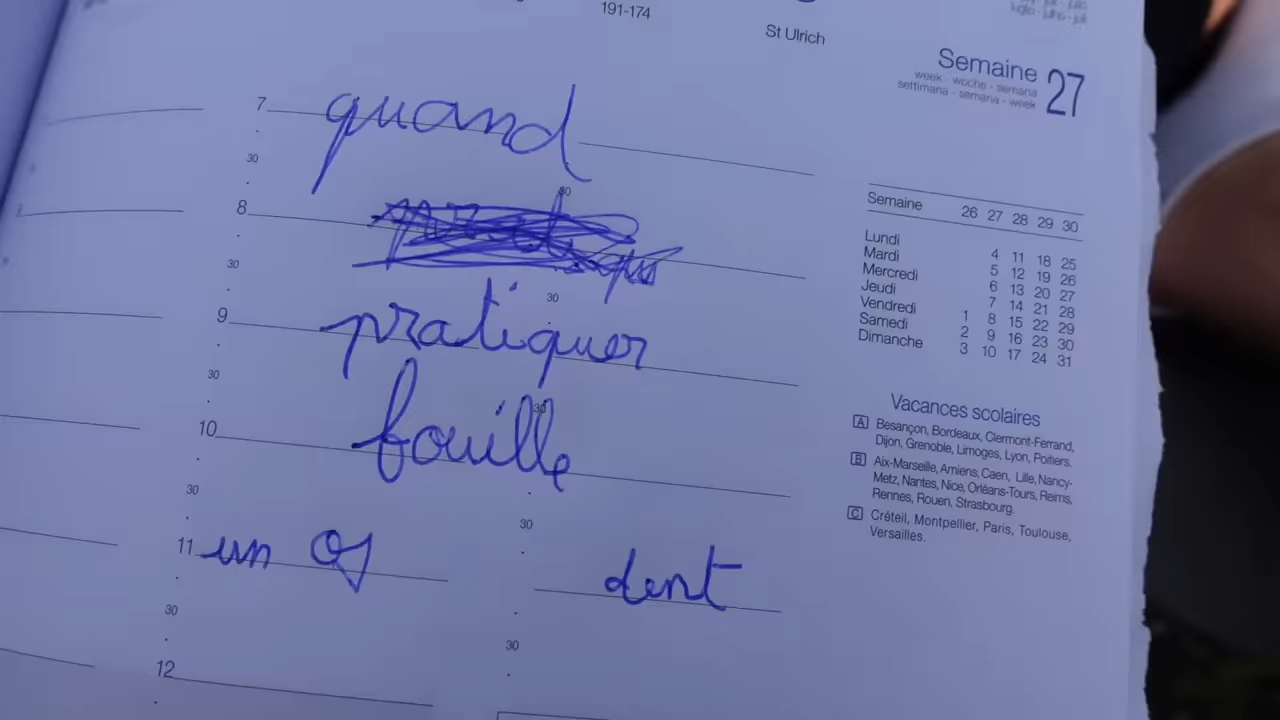 191-174
St Ulrich
Semaine 27
week - woche - semana
settimana - semana - week
7 quand
30
30
8
30
30
9 pratiquer
30
30
10 fouille
30
30
11 un os dent
30
30
12
Semaine 26 27 28 29 30
Lundi 4 11 18 25
Mardi 5 12 19 26
Mercredi 6 13 20 27
Jeudi 7 14 21 28
Vendredi 1 8 15 22 29
Samedi 2 9 16 23 30
Dimanche 3 10 17 24 31
Vacances scolaires
A Besançon, Bordeaux, Clermont-Ferrand,
Dijon, Grenoble, Limoges, Lyon, Poitiers.
B Aix-Marseille, Amiens, Caen, Lille, Nancy-
Metz, Nantes, Nice, Orléans-Tours, Reims,
Rennes, Rouen, Strasbourg.
C Créteil, Montpellier, Paris, Toulouse,
Versailles.